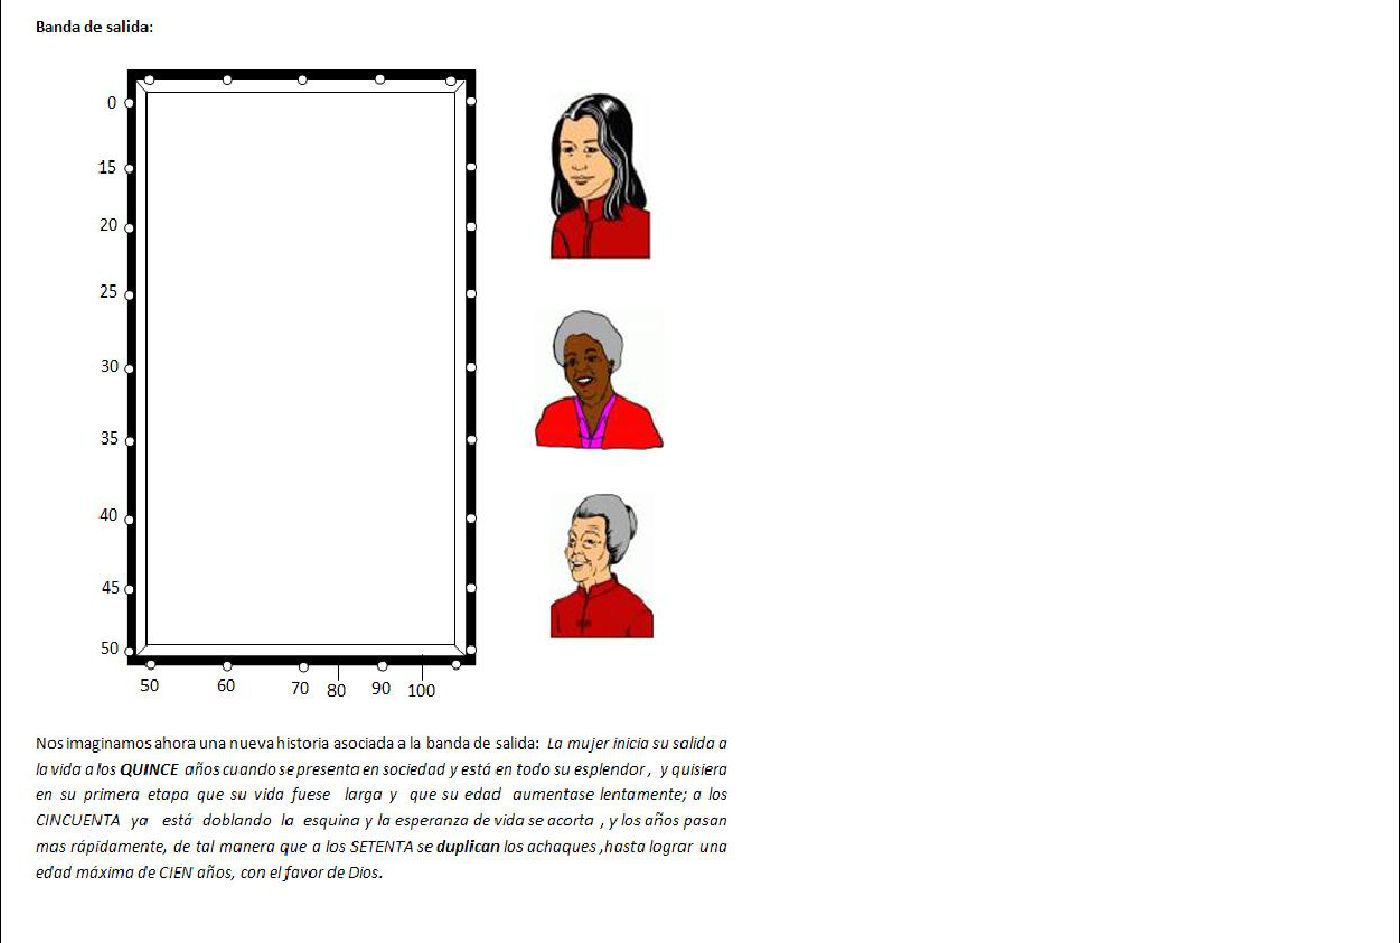 Banda de salida:
0
15
20
25
30
35
40
45
50
50 60 70 80 90 100
Nos imaginamos ahora una nueva historia asociada a la banda de salida: La mujer inicia su salida a
la vida a los QUINCE años cuando se presenta en sociedad y está en todo su esplendor, y quisiera
en su primera etapa que su vida fuese larga y que su edad aumentase lentamente; a los
CINCUENTA ya está doblando la esquina y la esperanza de vida se acorta , y los años pasan
mas rápidamente, de tal manera que a los SETENTA se duplican los achaques ,hasta lograr una
edad máxima de CIEN años, con el favor de Dios.